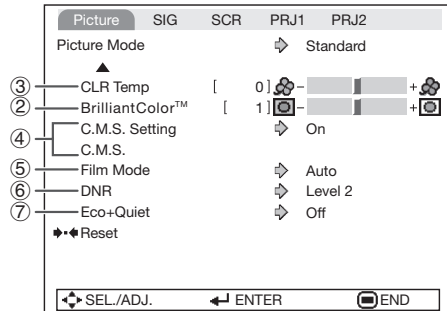 Picture SIG SCR PRJ1 PRJ2
Picture Mode Standard
③ CLR Temp [ 0] - +
② BrilliantColor™ [ 1] - +
④ C.M.S. Setting On
C.M.S.
⑤ Film Mode Auto
⑥ DNR Level 2
⑦ Eco+Quiet Off
Reset
SEL./ADJ. ENTER END